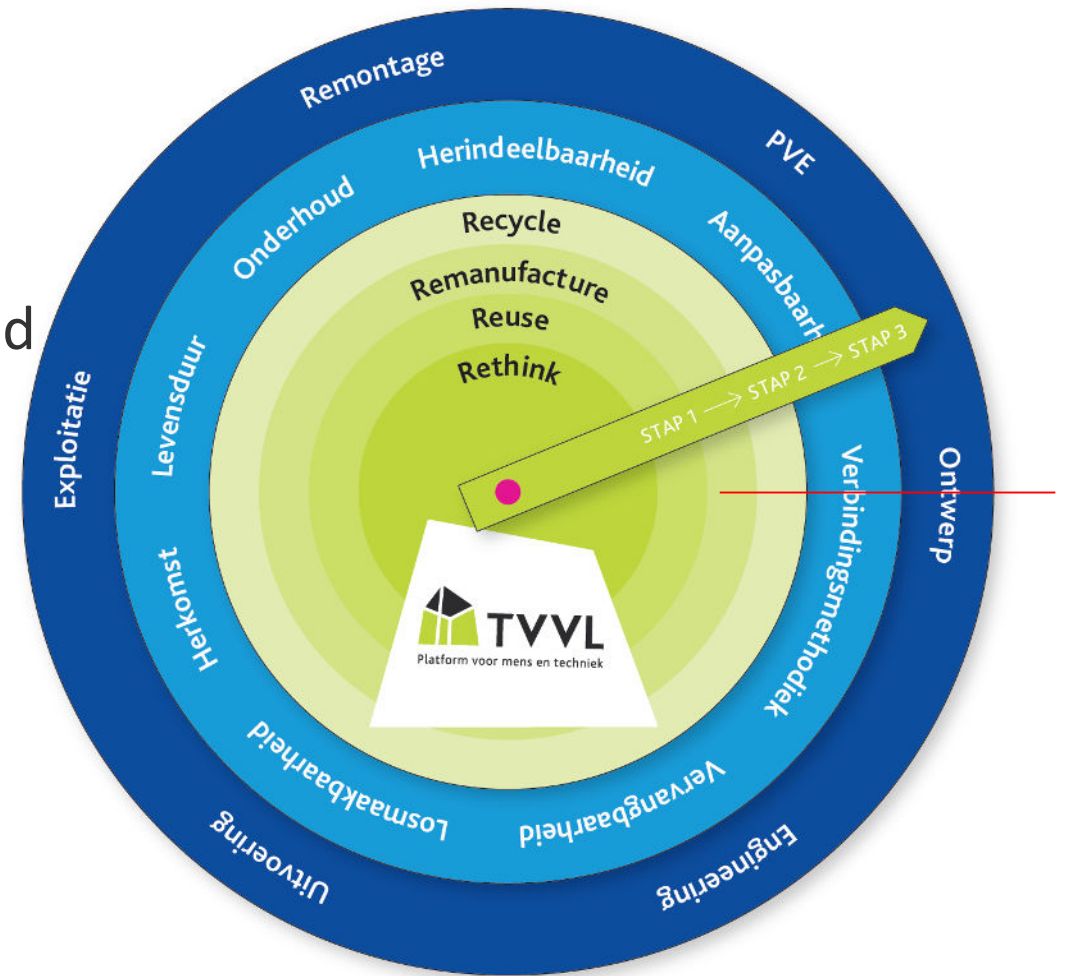 Remontage
PVE
Ontwerp
Engineering
Uitvoering
Exploitatie
Herindeelbaarheid
Aanpasbaarh
Verbindingsmethodiek
Vervangbaarheid
Losmaakbaarheid
Herkomst
Levensduur
Onderhoud
Recycle
Remanufacture
Reuse
Rethink
STAP 1 → STAP 2 → STAP 3
TVVL
Platform voor mens en techniek
d